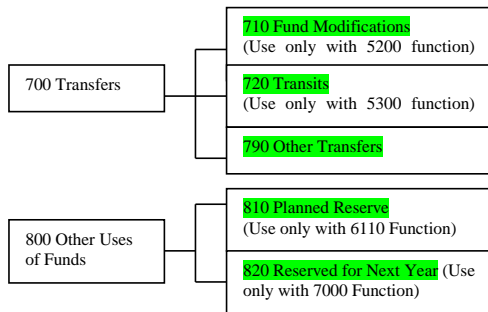 710 Fund Modifications
(Use only with 5200 function)
700 Transfers
720 Transits
(Use only with 5300 function)
790 Other Transfers
810 Planned Reserve
(Use only with 6110 Function)
800 Other Uses
of Funds
820 Reserved for Next Year (Use
only with 7000 Function)